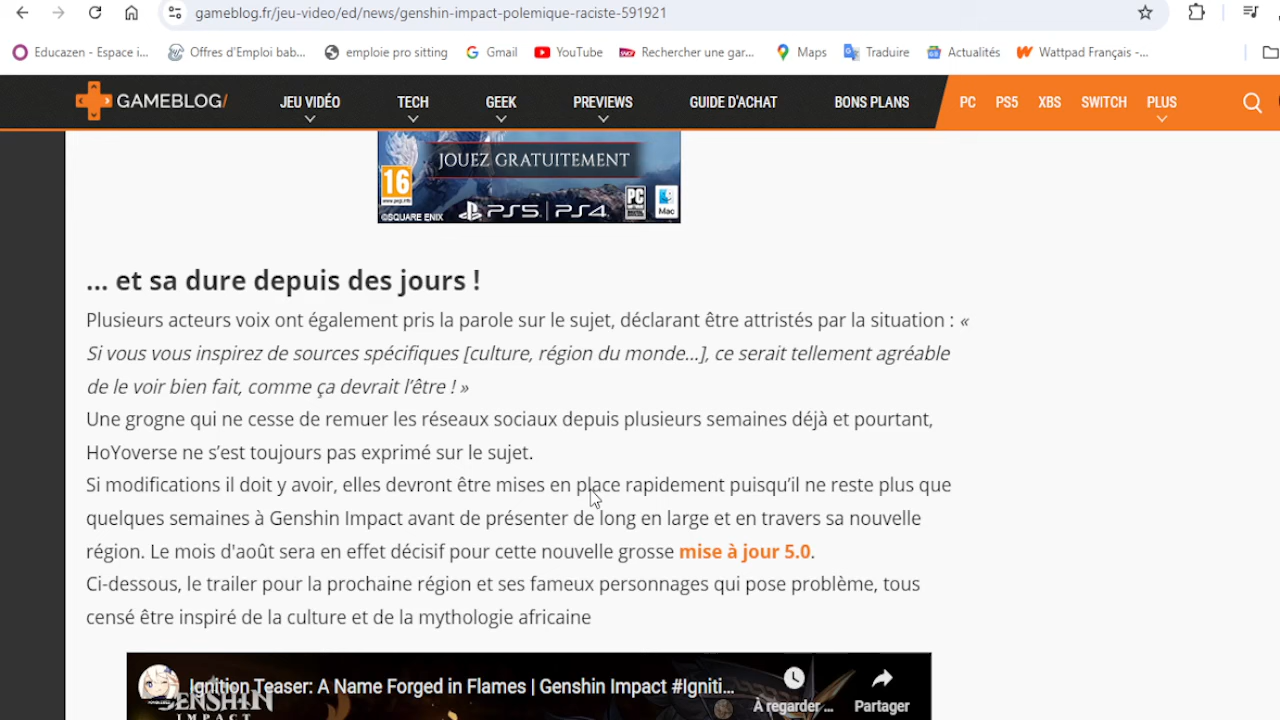 gameblog.fr/jeu-video/ed/news/genshin-impact-polemique-raciste-591921
Educazen - Espace i...
Offres d'Emploi bab...
emploie pro sitting
Gmail
YouTube
Rechercher une gar...
Maps
Traduire
Actualités
Wattpad Français -...
GAMEBLOG/
JEU VIDÉO
TECH
GEEK
PREVIEWS
GUIDE D'ACHAT
BONS PLANS
PC
PS5
XBS
SWITCH
PLUS
JOUEZ GRATUITEMENT
16
www.pegi.info
©SQUARE ENIX
PS5 | PS4
PC
Mac
... et sa dure depuis des jours !
Plusieurs acteurs voix ont également pris la parole sur le sujet, déclarant être attristés par la situation : «
Si vous vous inspirez de sources spécifiques [culture, région du monde...], ce serait tellement agréable
de le voir bien fait, comme ça devrait l'être ! »
Une grogne qui ne cesse de remuer les réseaux sociaux depuis plusieurs semaines déjà et pourtant,
HoYoverse ne s'est toujours pas exprimé sur le sujet.
Si modifications il doit y avoir, elles devront être mises en place rapidement puisqu'il ne reste plus que
quelques semaines à Genshin Impact avant de présenter de long en large et en travers sa nouvelle
région. Le mois d'août sera en effet décisif pour cette nouvelle grosse mise à jour 5.0.
Ci-dessous, le trailer pour la prochaine région et ses fameux personnages qui pose problème, tous
censé être inspiré de la culture et de la mythologie africaine
Ignition Teaser: A Name Forged in Flames | Genshin Impact #Igniti...
GENSHIN
IMPACT
À regarder ...
Partager